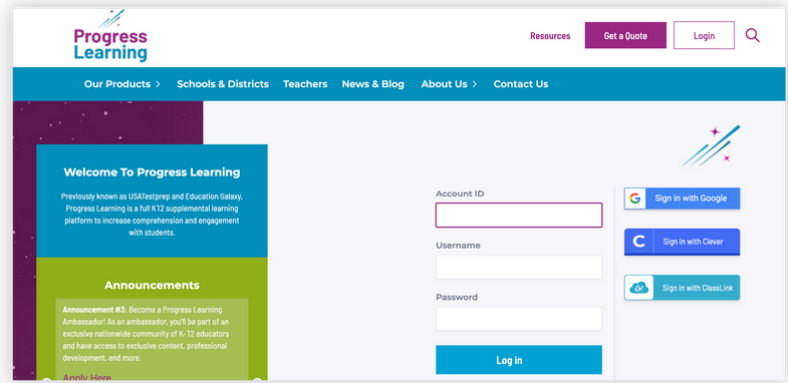 Progress
Learning
Resources
Get a Quote
Login
Our Products >
Schools & Districts
Teachers
News & Blog
About Us >
Contact Us
Welcome To Progress Learning
Previously known as USATestprep and Education Galaxy,
Progress Learning is a full K12 supplemental learning
platform to increase comprehension and engagement
with students.
Announcements
Announcement #3: Become a Progress Learning
Ambassador! As an ambassador, you'll be part of an
exclusive nationwide community of K-12 educators
and have access to exclusive content, professional
development, and more.
Apply Here
Account ID
Username
Password
Log in
G Sign in with Google
C Sign in with Clever
Sign in with ClassLink